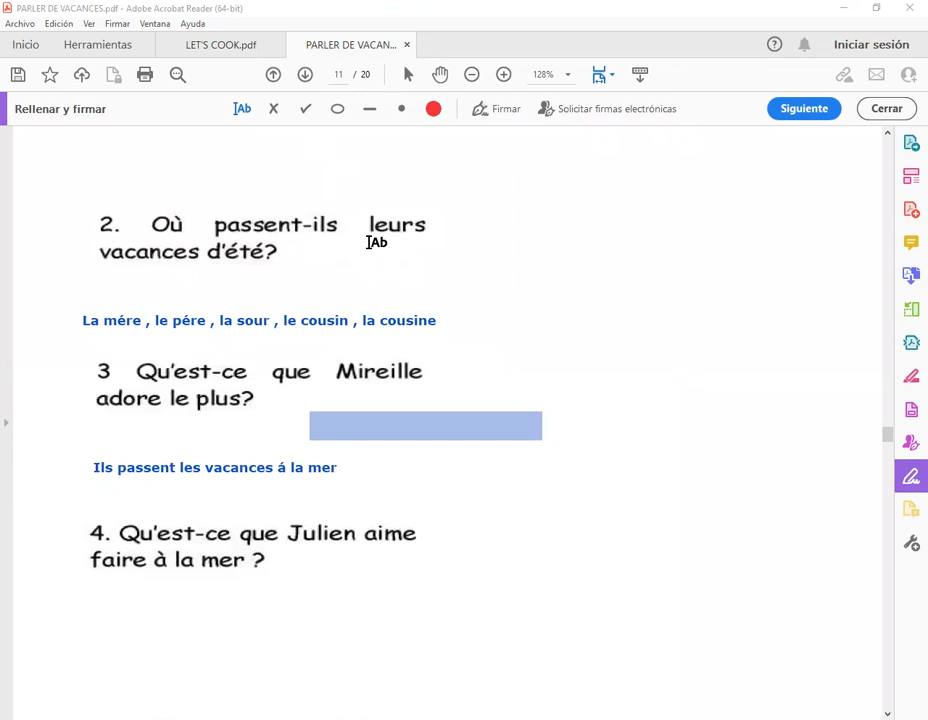 PARLER DE VACANCES.pdf - Adobe Acrobat Reader (64-bit)
Archivo Edición Ver Firmar Ventana Ayuda
Inicio Herramientas LET'S COOK.pdf PARLER DE VACAN... × Iniciar sesión
11 / 20 128%
Rellenar y firmar Ab Firmar Solicitar firmas electrónicas Siguiente Cerrar
2. Où passent-ils leurs
vacances d'été?
Ab
La mére , le pére , la sour , le cousin , la cousine
3 Qu'est-ce que Mireille
adore le plus?
Ils passent les vacances á la mer
4. Qu'est-ce que Julien aime
faire à la mer ?